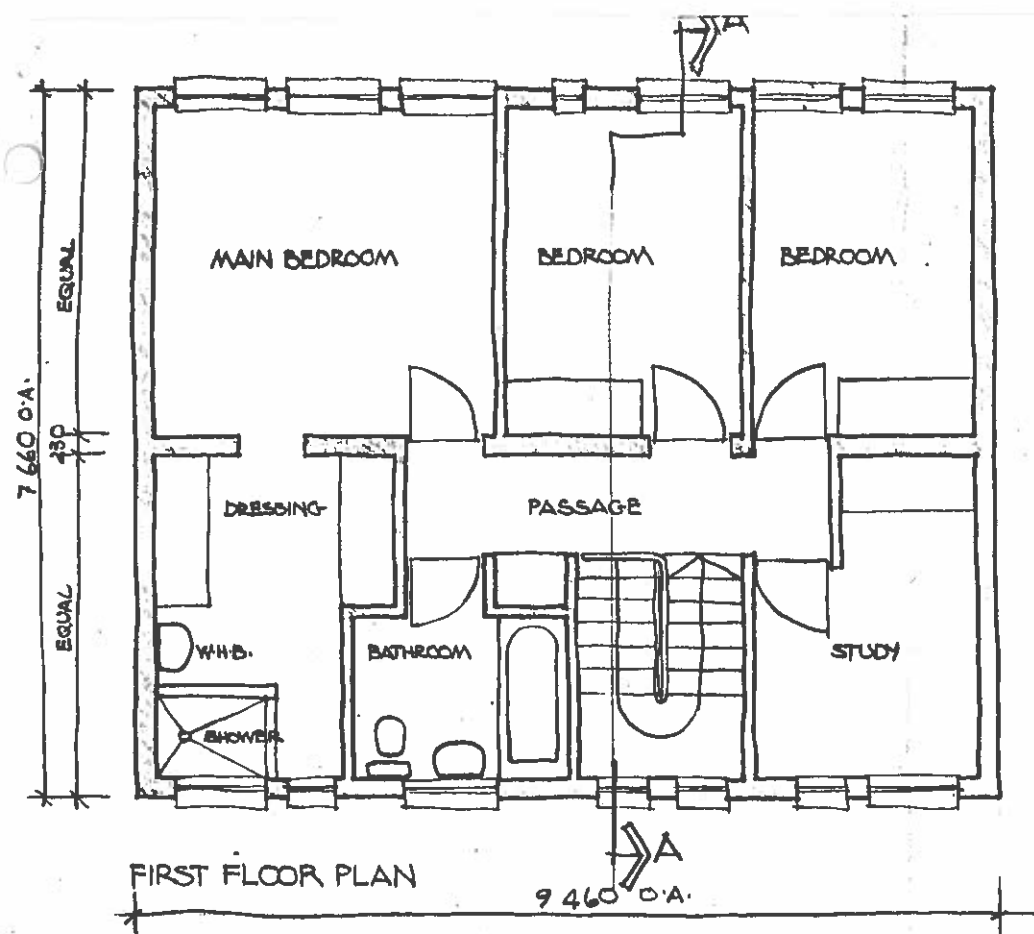 A
MAIN BEDROOM
BEDROOM
BEDROOM
EQUAL
7 660 O.A.
230
DRESSING
PASSAGE
EQUAL
W.H.B.
BATHROOM
STUDY
SHOWER
A
FIRST FLOOR PLAN
9 460 O.A.